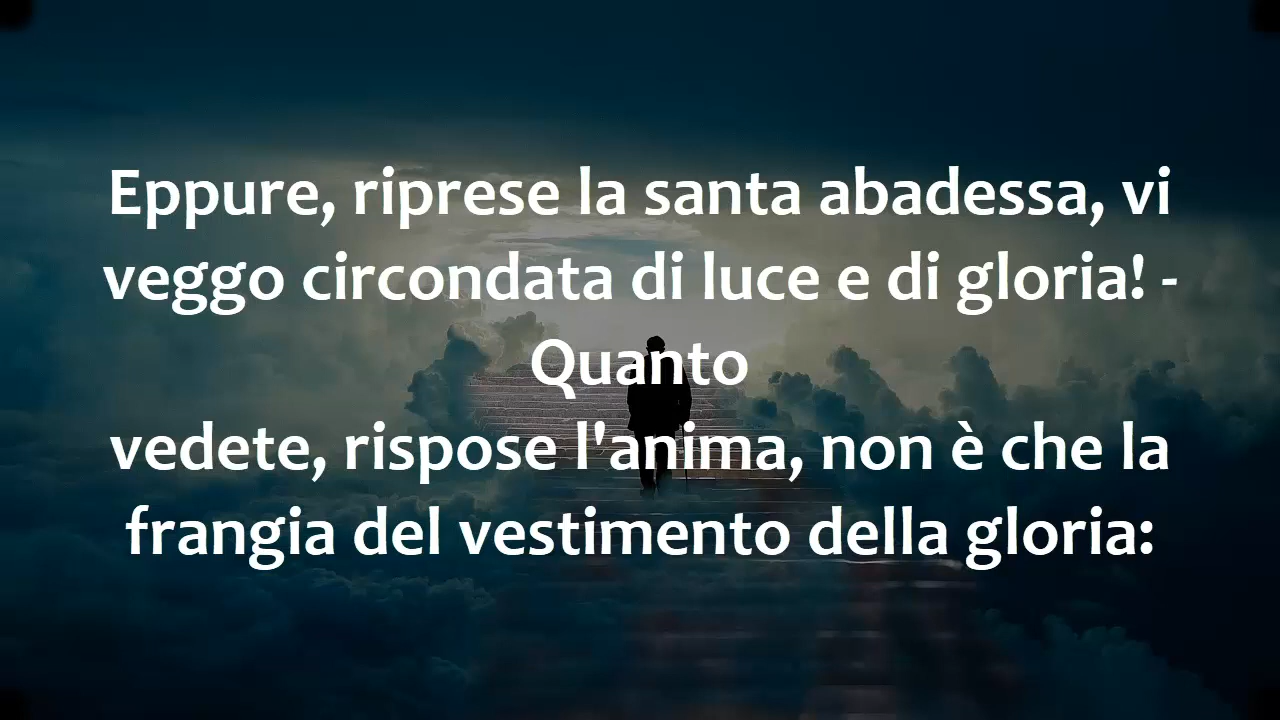 Eppure, riprese la santa abadessa, vi
veggo circondata di luce e di gloria! -
Quanto
vedete, rispose l'anima, non è che la
frangia del vestimento della gloria: